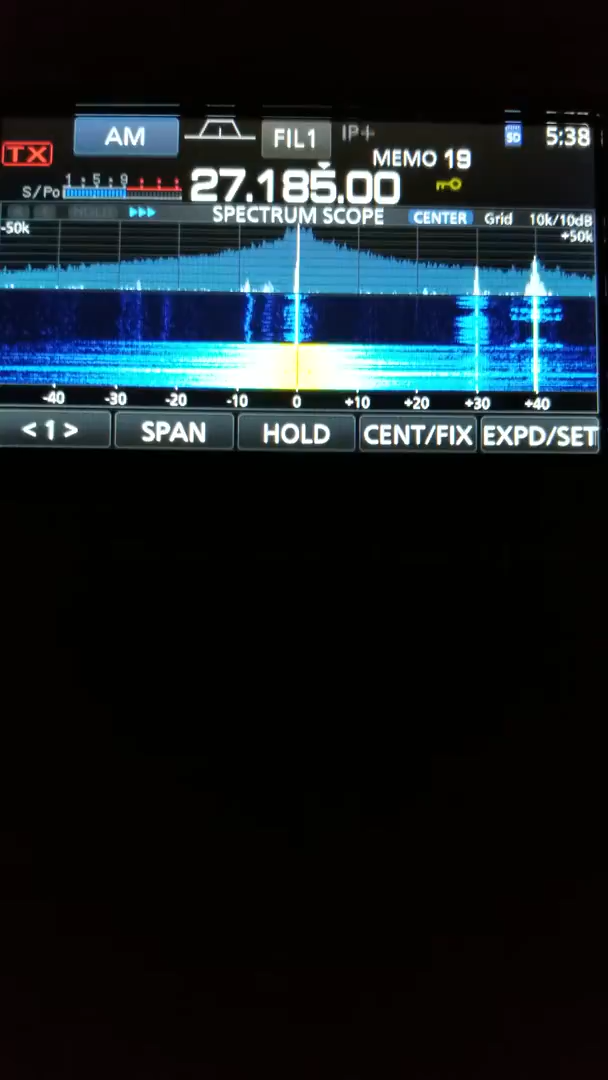 AM FIL1 IP+ SD 5:38
TX MEMO 19
S/Po 1 5 9 27.185.00
SPECTRUM SCOPE CENTER Grid 10k/10dB
-50k +50k
-40 -30 -20 -10 0 +10 +20 +30 +40
<1> SPAN HOLD CENT/FIX EXPD/SET